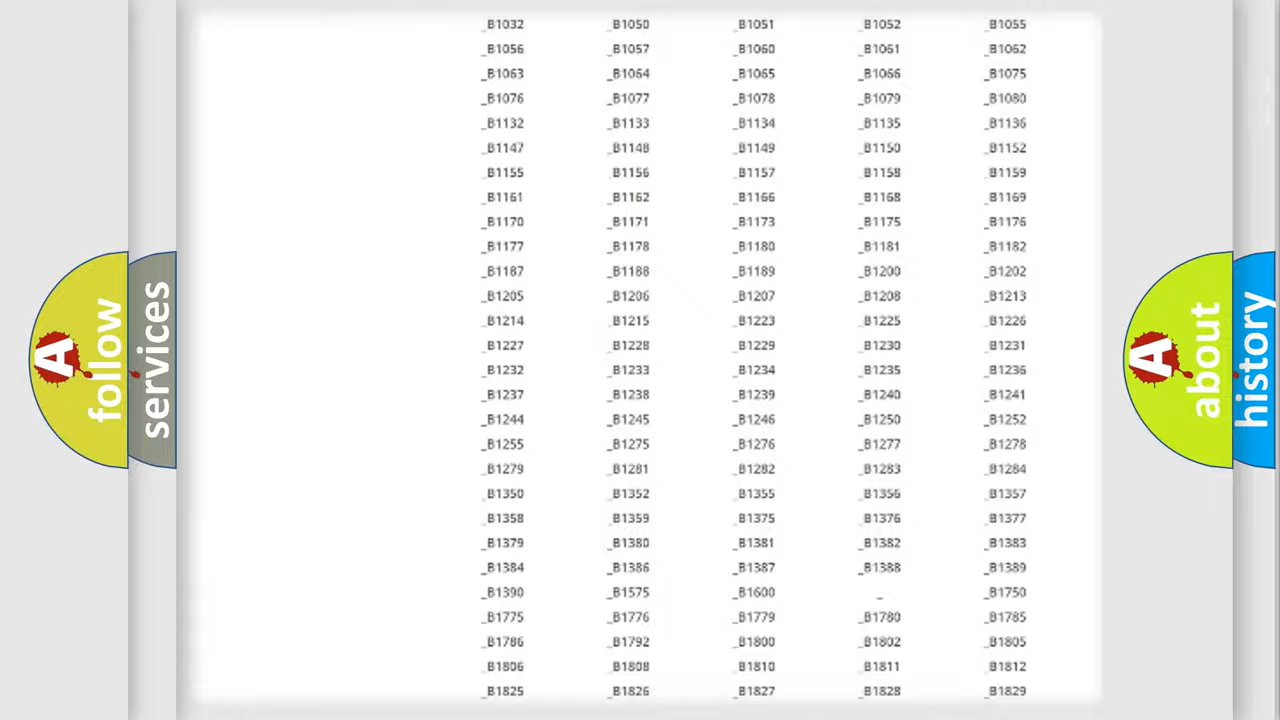 _B1032 _B1050 _B1051 _B1052 _B1055
_B1056 _B1057 _B1060 _B1061 _B1062
_B1063 _B1064 _B1065 _B1066 _B1075
_B1076 _B1077 _B1078 _B1079 _B1080
_B1132 _B1133 _B1134 _B1135 _B1136
_B1147 _B1148 _B1149 _B1150 _B1152
_B1155 _B1156 _B1157 _B1158 _B1159
_B1161 _B1162 _B1166 _B1168 _B1169
_B1170 _B1171 _B1173 _B1175 _B1176
_B1177 _B1178 _B1180 _B1181 _B1182
_B1187 _B1188 _B1189 _B1200 _B1202
_B1205 _B1206 _B1207 _B1208 _B1213
_B1214 _B1215 _B1223 _B1225 _B1226
_B1227 _B1228 _B1229 _B1230 _B1231
_B1232 _B1233 _B1234 _B1235 _B1236
_B1237 _B1238 _B1239 _B1240 _B1241
_B1244 _B1245 _B1246 _B1250 _B1252
_B1255 _B1275 _B1276 _B1277 _B1278
_B1279 _B1281 _B1282 _B1283 _B1284
_B1350 _B1352 _B1355 _B1356 _B1357
_B1358 _B1359 _B1375 _B1376 _B1377
_B1379 _B1380 _B1381 _B1382 _B1383
_B1384 _B1386 _B1387 _B1388 _B1389
_B1390 _B1575 _B1600 _ _B1750
_B1775 _B1776 _B1779 _B1780 _B1785
_B1786 _B1792 _B1800 _B1802 _B1805
_B1806 _B1808 _B1810 _B1811 _B1812
_B1825 _B1826 _B1827 _B1828 _B1829
A
follow
services
A
about
history